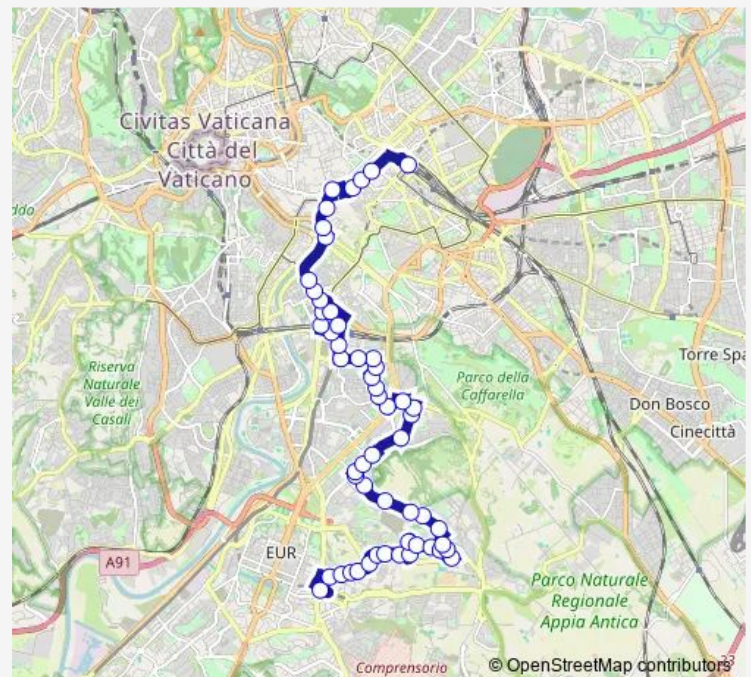 Civitas Vaticana
Città del
Vaticano
Riserva
Naturale
Valle dei
Casali
Parco della
Caffarella
Torre Spa
Don Bosco
Cinecittà
A91
EUR
Parco Naturale
Regionale
Appia Antica
Comprensorio
© OpenStreetMap contributors